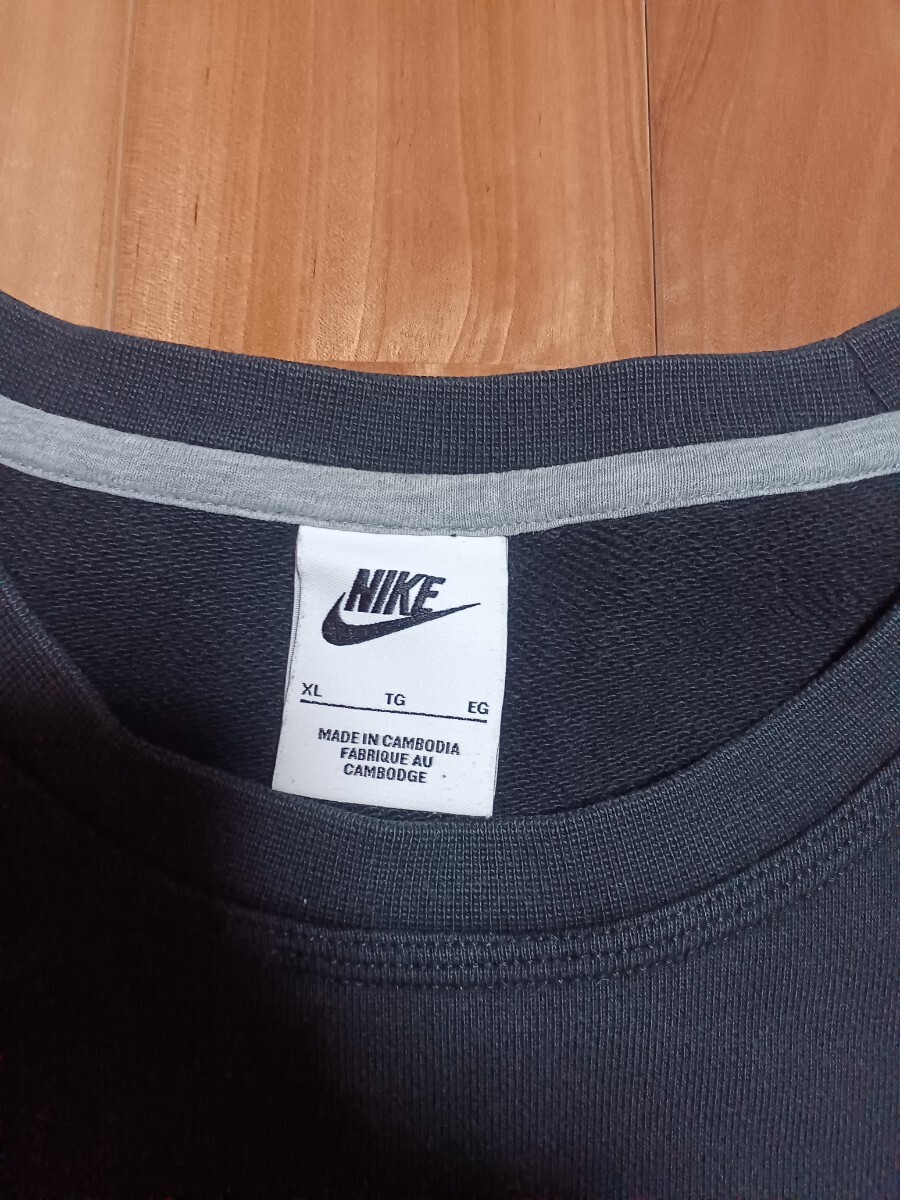 NIKE
XL TG EG
MADE IN CAMBODIA
FABRIQUE AU
CAMBODGE